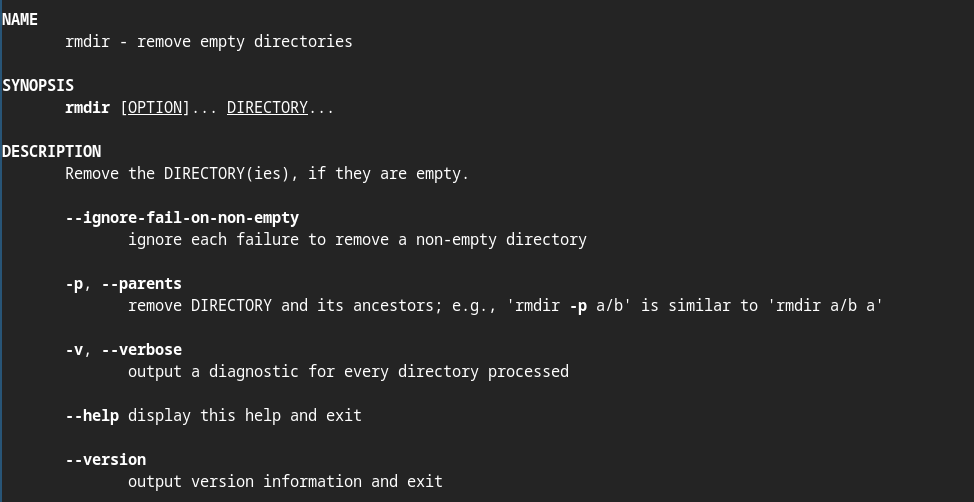 NAME
rmdir - remove empty directories
SYNOPSIS
rmdir [OPTION]... DIRECTORY...
DESCRIPTION
Remove the DIRECTORY(ies), if they are empty.
--ignore-fail-on-non-empty
ignore each failure to remove a non-empty directory
-p, --parents
remove DIRECTORY and its ancestors; e.g., 'rmdir -p a/b' is similar to 'rmdir a/b a'
-v, --verbose
output a diagnostic for every directory processed
--help display this help and exit
--version
output version information and exit